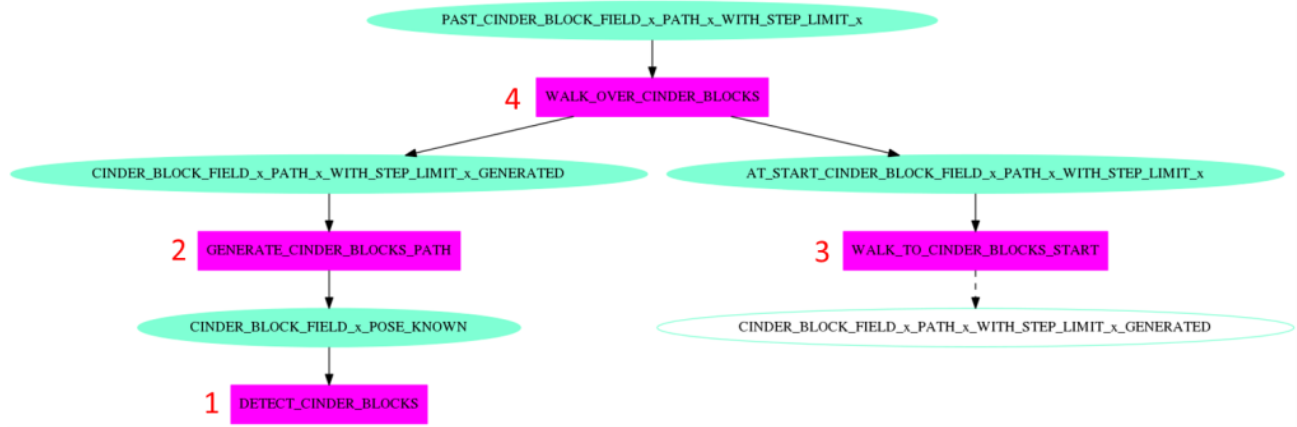 PAST_CINDER_BLOCK_FIELD_x_PATH_x_WITH_STEP_LIMIT_x
4 WALK_OVER_CINDER_BLOCKS
CINDER_BLOCK_FIELD_x_PATH_x_WITH_STEP_LIMIT_x_GENERATED
AT_START_CINDER_BLOCK_FIELD_x_PATH_x_WITH_STEP_LIMIT_x
2 GENERATE_CINDER_BLOCKS_PATH
3 WALK_TO_CINDER_BLOCKS_START
CINDER_BLOCK_FIELD_x_POSE_KNOWN
CINDER_BLOCK_FIELD_x_PATH_x_WITH_STEP_LIMIT_x_GENERATED
1 DETECT_CINDER_BLOCKS